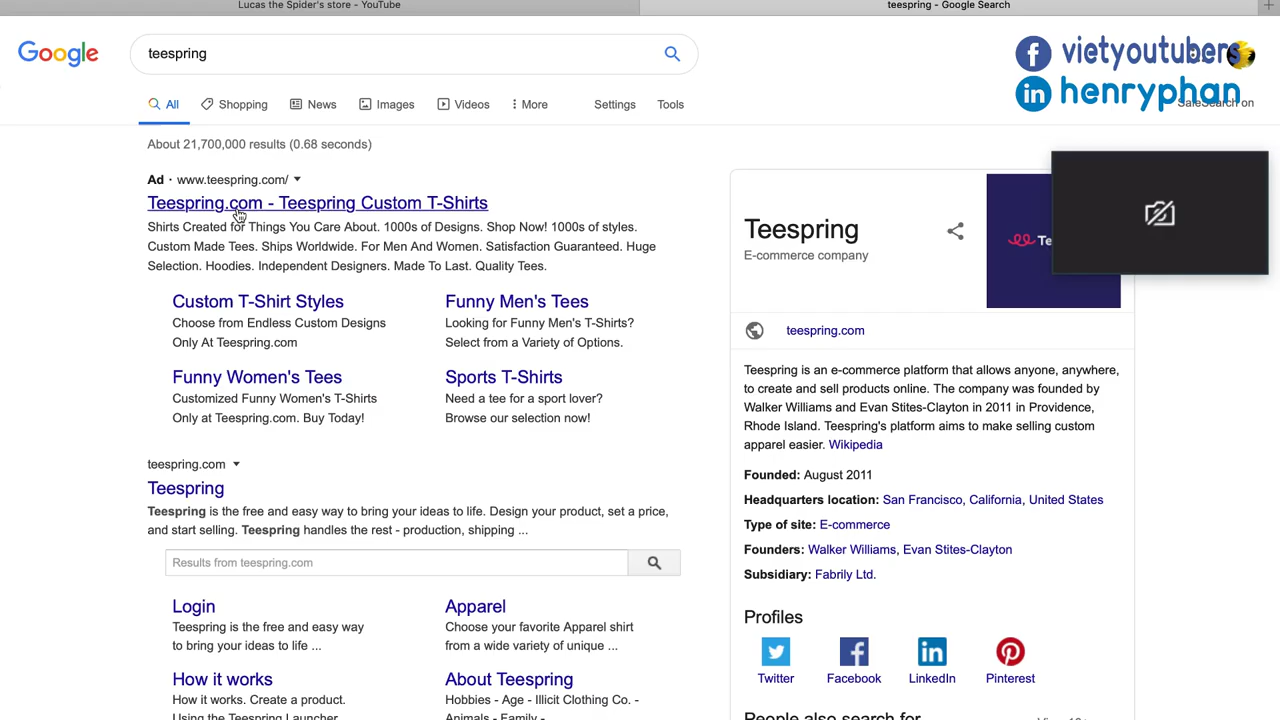 Lucas the Spider's store - YouTube
teespring - Google Search
Google
teespring
vietyoutubers
henryphan
SafeSearch on
All
Shopping
News
Images
Videos
More
Settings
Tools
About 21,700,000 results (0.68 seconds)
Ad · www.teespring.com/
Teespring.com - Teespring Custom T-Shirts
Shirts Created for Things You Care About. 1000s of Designs. Shop Now! 1000s of styles.
Custom Made Tees. Ships Worldwide. For Men And Women. Satisfaction Guaranteed. Huge
Selection. Hoodies. Independent Designers. Made To Last. Quality Tees.
Custom T-Shirt Styles
Choose from Endless Custom Designs
Only At Teespring.com
Funny Men's Tees
Looking for Funny Men's T-Shirts?
Select from a Variety of Options.
Funny Women's Tees
Customized Funny Women's T-Shirts
Only at Teespring.com. Buy Today!
Sports T-Shirts
Need a tee for a sport lover?
Browse our selection now!
teespring.com
Teespring
Teespring is the free and easy way to bring your ideas to life. Design your product, set a price,
and start selling. Teespring handles the rest - production, shipping ...
Results from teespring.com
Login
Teespring is the free and easy way
to bring your ideas to life ...
Apparel
Choose your favorite Apparel shirt
from a wide variety of unique ...
How it works
How it works. Create a product.
Using the Teespring Launcher
About Teespring
Hobbies - Age - Illicit Clothing Co. -
Animals - Family -
Teespring
E-commerce company
Te
teespring.com
Teespring is an e-commerce platform that allows anyone, anywhere,
to create and sell products online. The company was founded by
Walker Williams and Evan Stites-Clayton in 2011 in Providence,
Rhode Island. Teespring's platform aims to make selling custom
apparel easier. Wikipedia
Founded: August 2011
Headquarters location: San Francisco, California, United States
Type of site: E-commerce
Founders: Walker Williams, Evan Stites-Clayton
Subsidiary: Fabrily Ltd.
Profiles
Twitter
Facebook
LinkedIn
Pinterest
People also search for